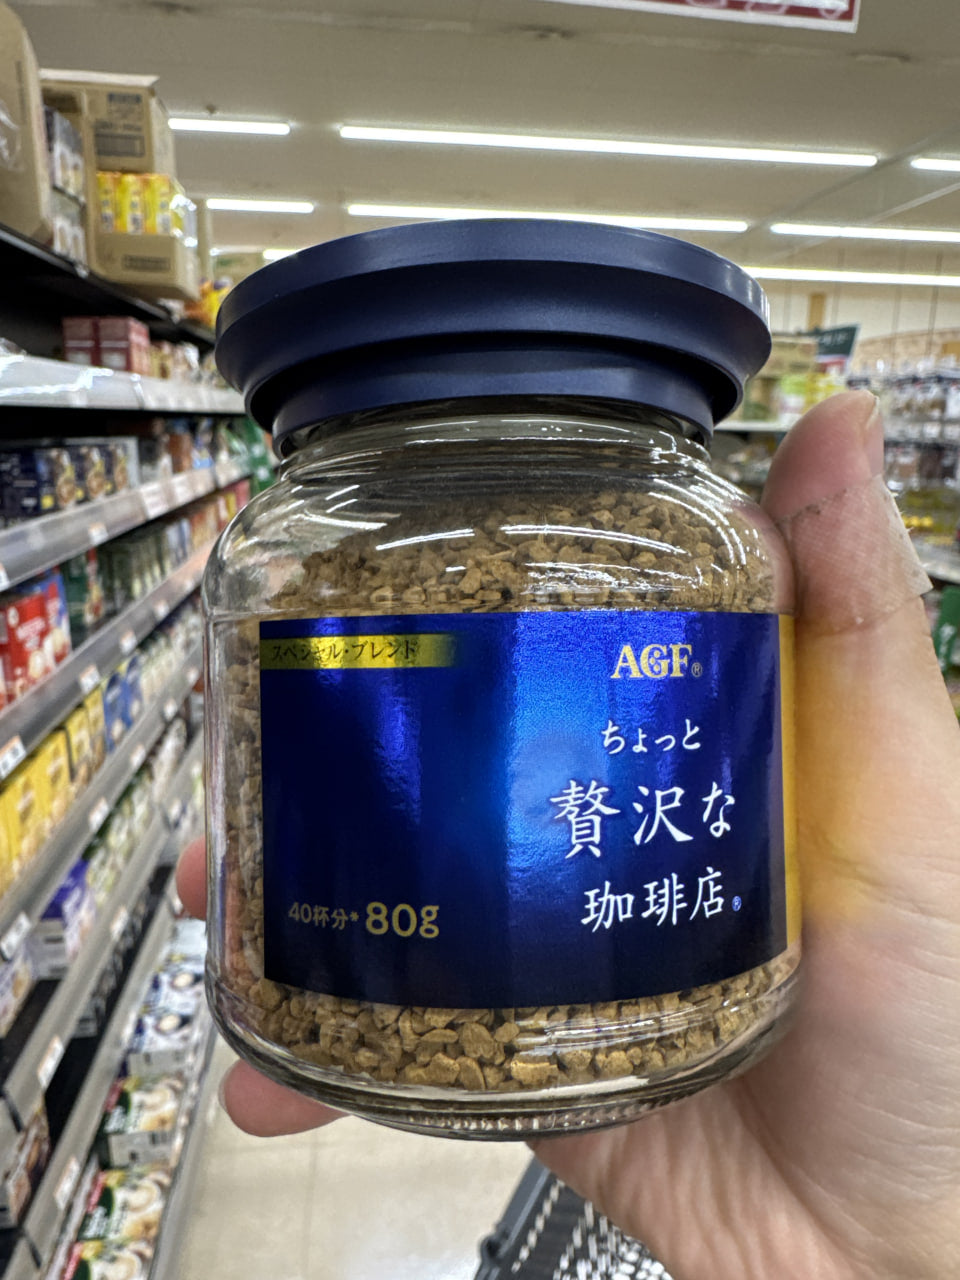 スペシャル・ブレンド
AGF®
ちょっと
贅沢な
珈琲店®
40杯分* 80g